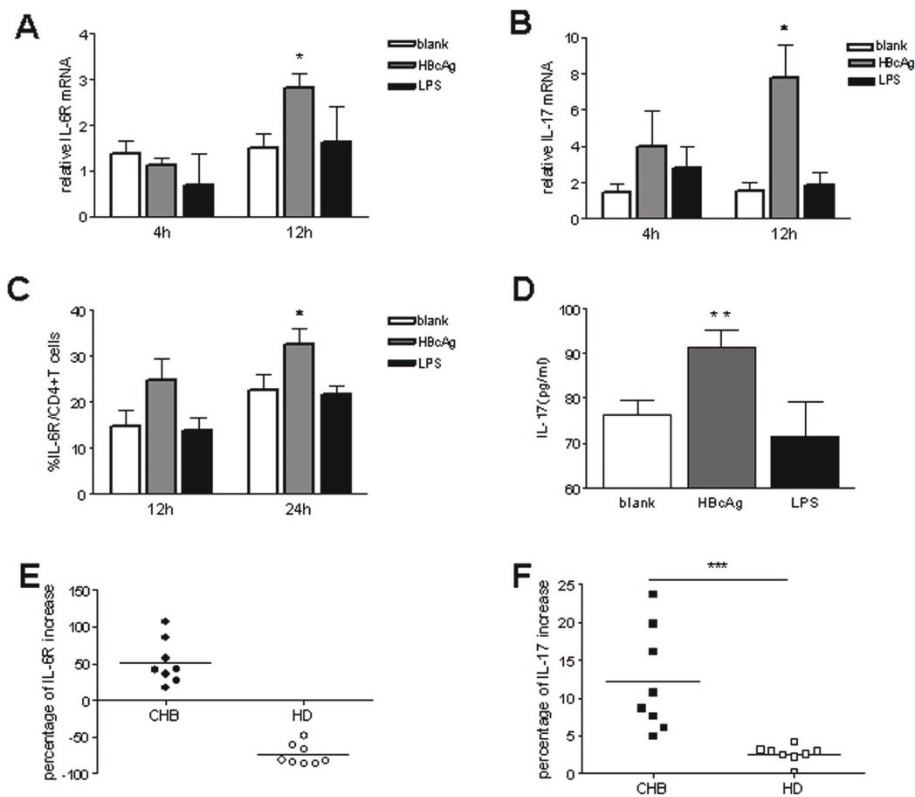 A
relative IL-6R mRNA
4
3
2
1
0
*
4h
12h
blank
HBcAg
LPS
B
relative IL-17 mRNA
10
8
6
4
2
0
*
4h
12h
blank
HBcAg
LPS
C
%IL-6R/CD4+T cells
40
30
20
10
0
*
12h
24h
blank
HBcAg
LPS
D
IL-17(pg/ml)
100
90
80
70
60
**
blank HBcAg LPS
E
percentage of IL-6R increase
150
100
50
0
-50
-100
CHB HD
F
percentage of IL-17 increase
25
20
15
10
5
0
***
CHB HD